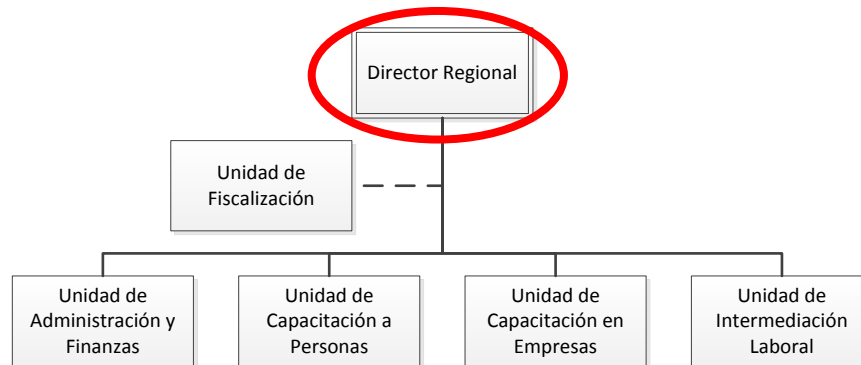 Director Regional
Unidad de
Fiscalización
Unidad de
Administración y
Finanzas
Unidad de
Capacitación a
Personas
Unidad de
Capacitación en
Empresas
Unidad de
Intermediación
Laboral